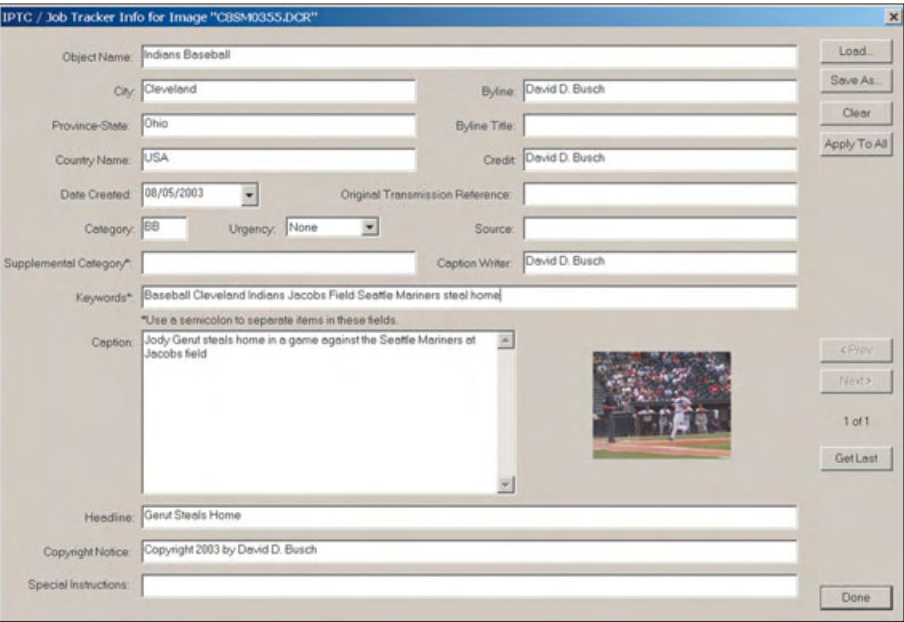 IPTC / Job Tracker Info for Image "CBSM0355.DCR"
Object Name: Indians Baseball
Load...
City: Cleveland
Byline: David D. Busch
Save As...
Province-State: Ohio
Byline Title:
Clear
Country Name: USA
Credit: David D. Busch
Apply To All
Date Created: 08/05/2003
Original Transmission Reference:
Category: BB
Urgency: None
Source:
Supplemental Category*:
Caption Writer: David D. Busch
Keywords*: Baseball Cleveland Indians Jacobs Field Seattle Mariners steal home
*Use a semicolon to separate items in these fields.
Caption: Jody Gerut steals home in a game against the Seattle Mariners at
Jacobs field
<Prev
Next>
1 of 1
Get Last
Headline: Gerut Steals Home
Copyright Notice: Copyright 2003 by David D. Busch
Special Instructions:
Done